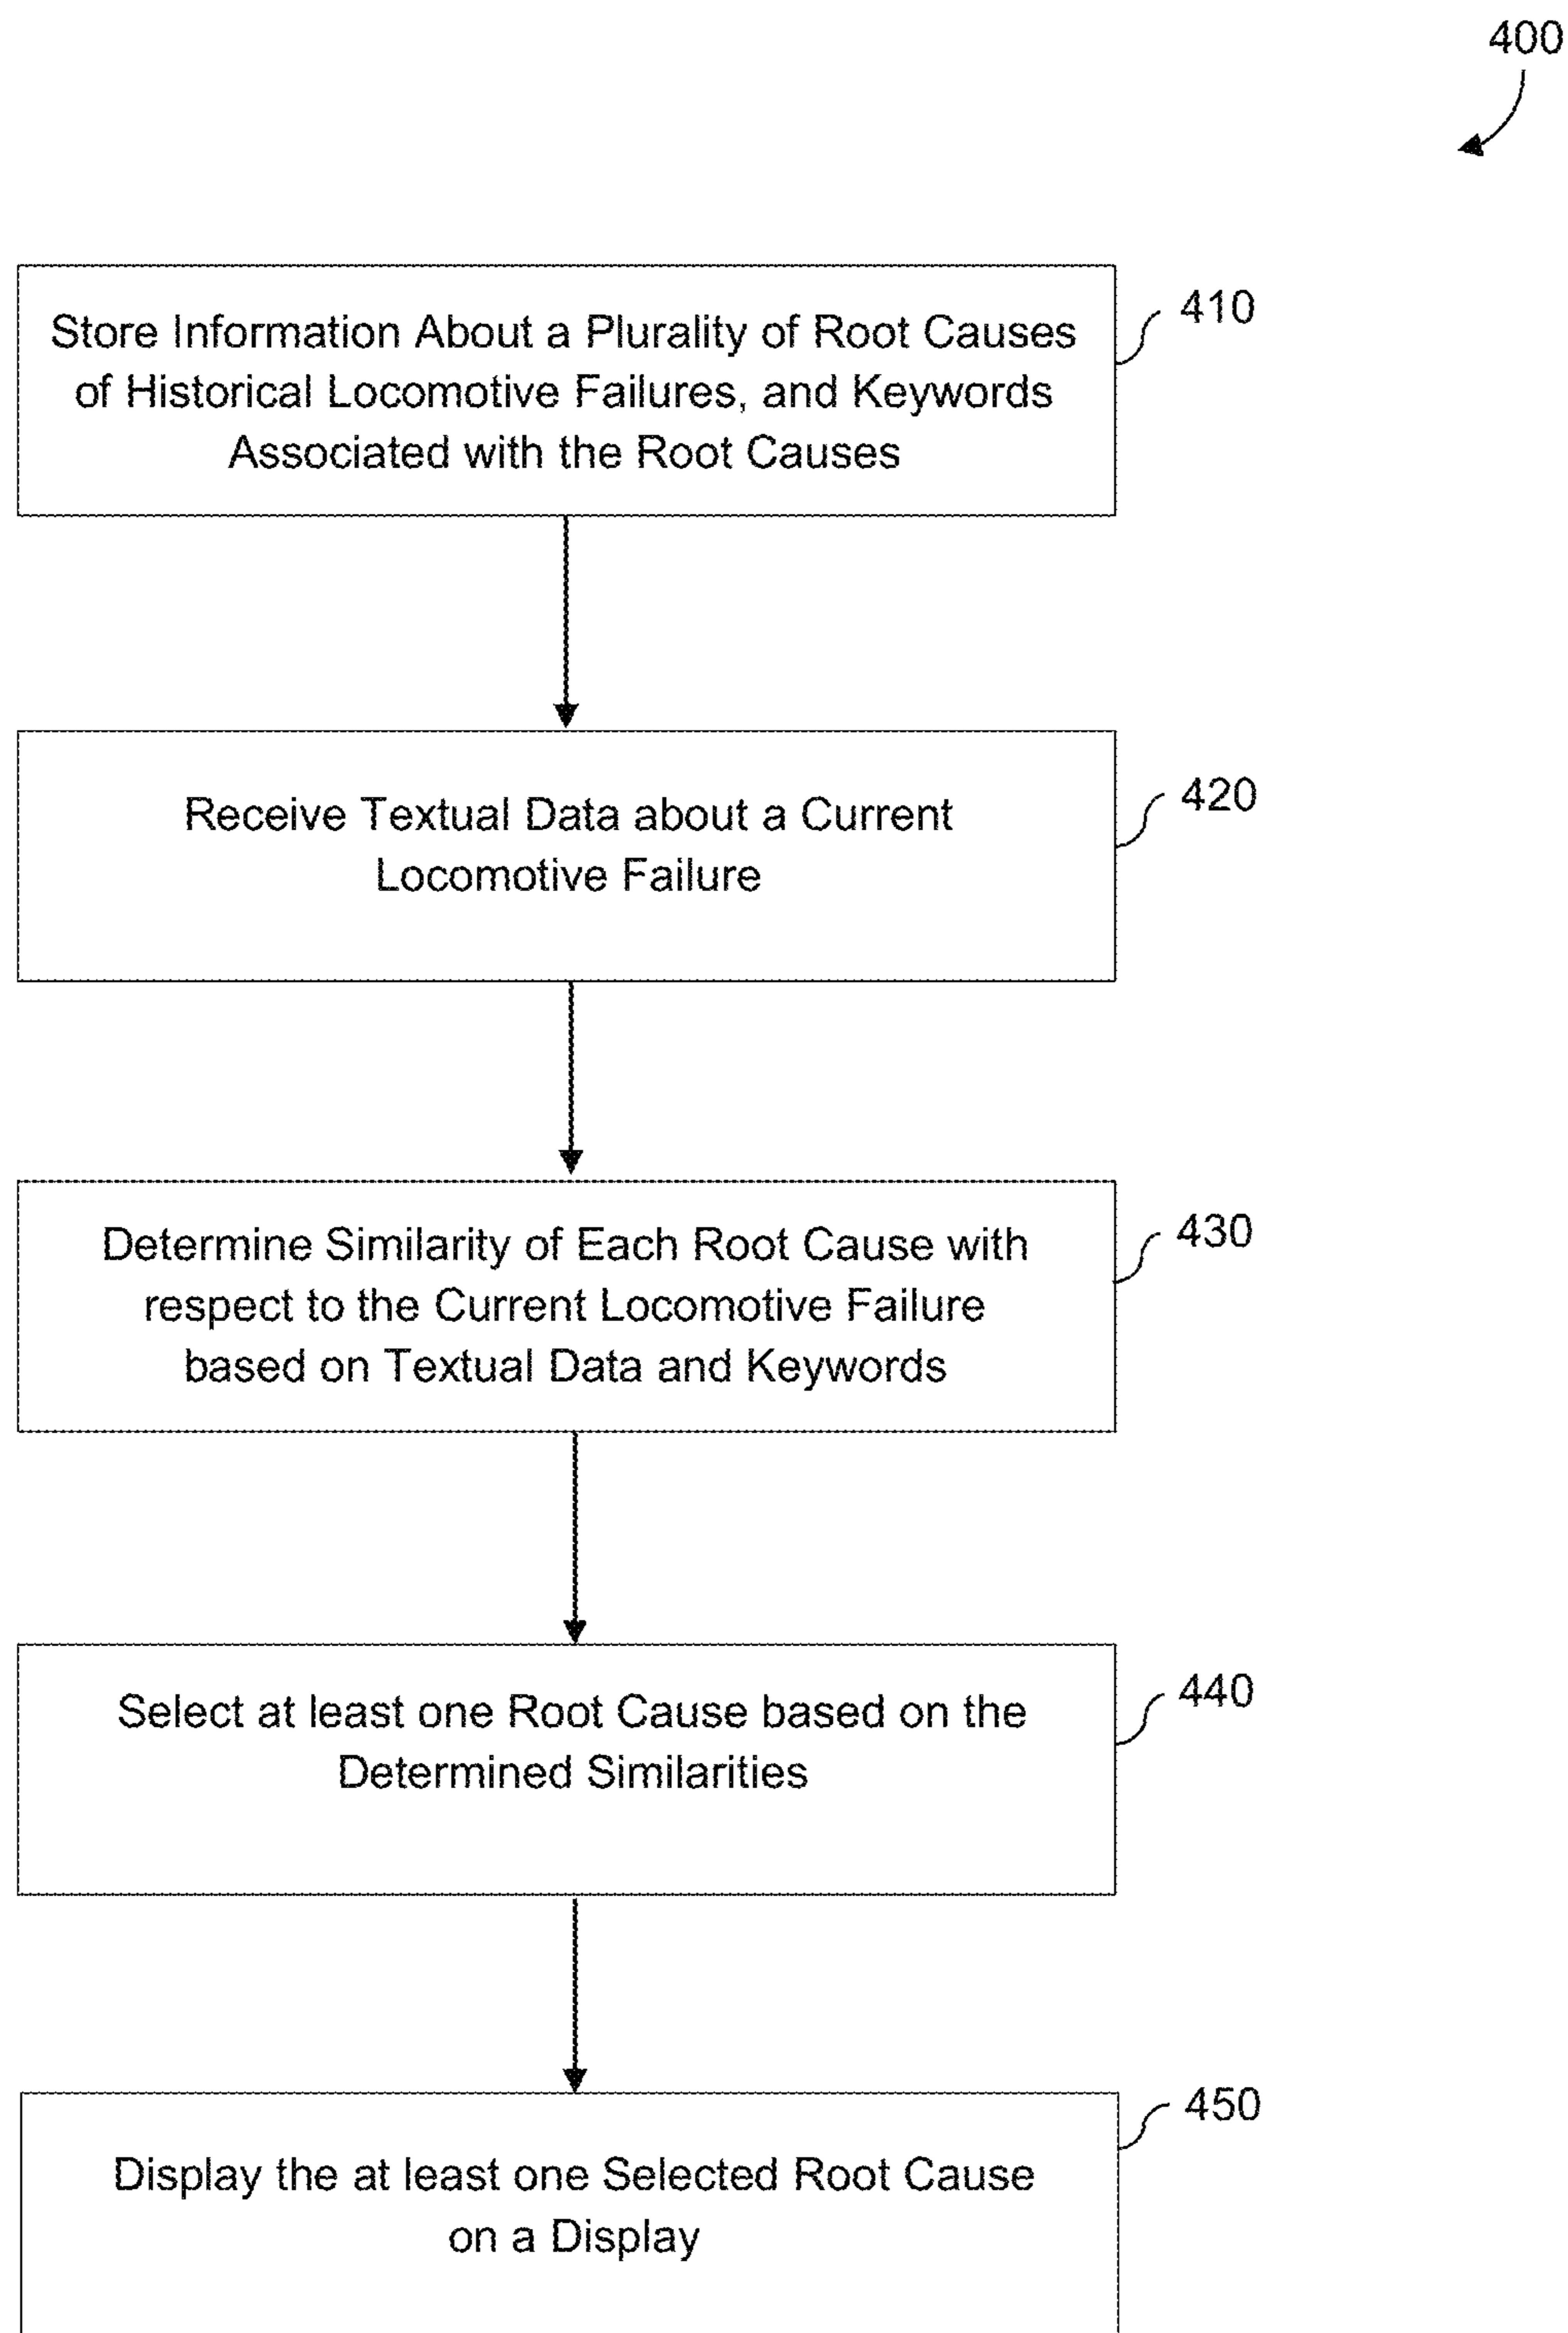 400
Store Information About a Plurality of Root Causes
of Historical Locomotive Failures, and Keywords
Associated with the Root Causes
410
Receive Textual Data about a Current
Locomotive Failure
420
Determine Similarity of Each Root Cause with
respect to the Current Locomotive Failure
based on Textual Data and Keywords
430
Select at least one Root Cause based on the
Determined Similarities
440
Display the at least one Selected Root Cause
on a Display
450